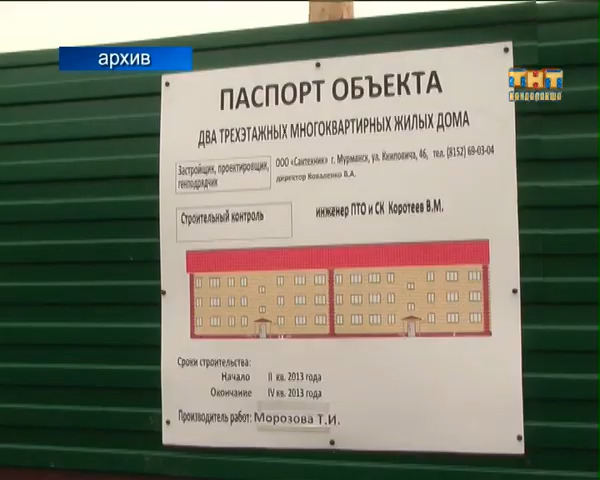 архив
ТНТ
Кандалакша
ПАСПОРТ ОБЪЕКТА
ДВА ТРЕХЭТАЖНЫХ МНОГОКВАРТИРНЫХ ЖИЛЫХ ДОМА
Застройщик, проектировщик, генподрядчик
ООО «Сантехник» г. Мурманск, ул. Книповича, 46, тел. (8152) 69-03-04
директор Коваленко В.А.
Строительный контроль
инженер ПТО и СК Коротеев В.М.
Сроки строительства:
Начало II кв. 2013 года
Окончание IV кв. 2013 года
Производитель работ: Морозова Т.И.